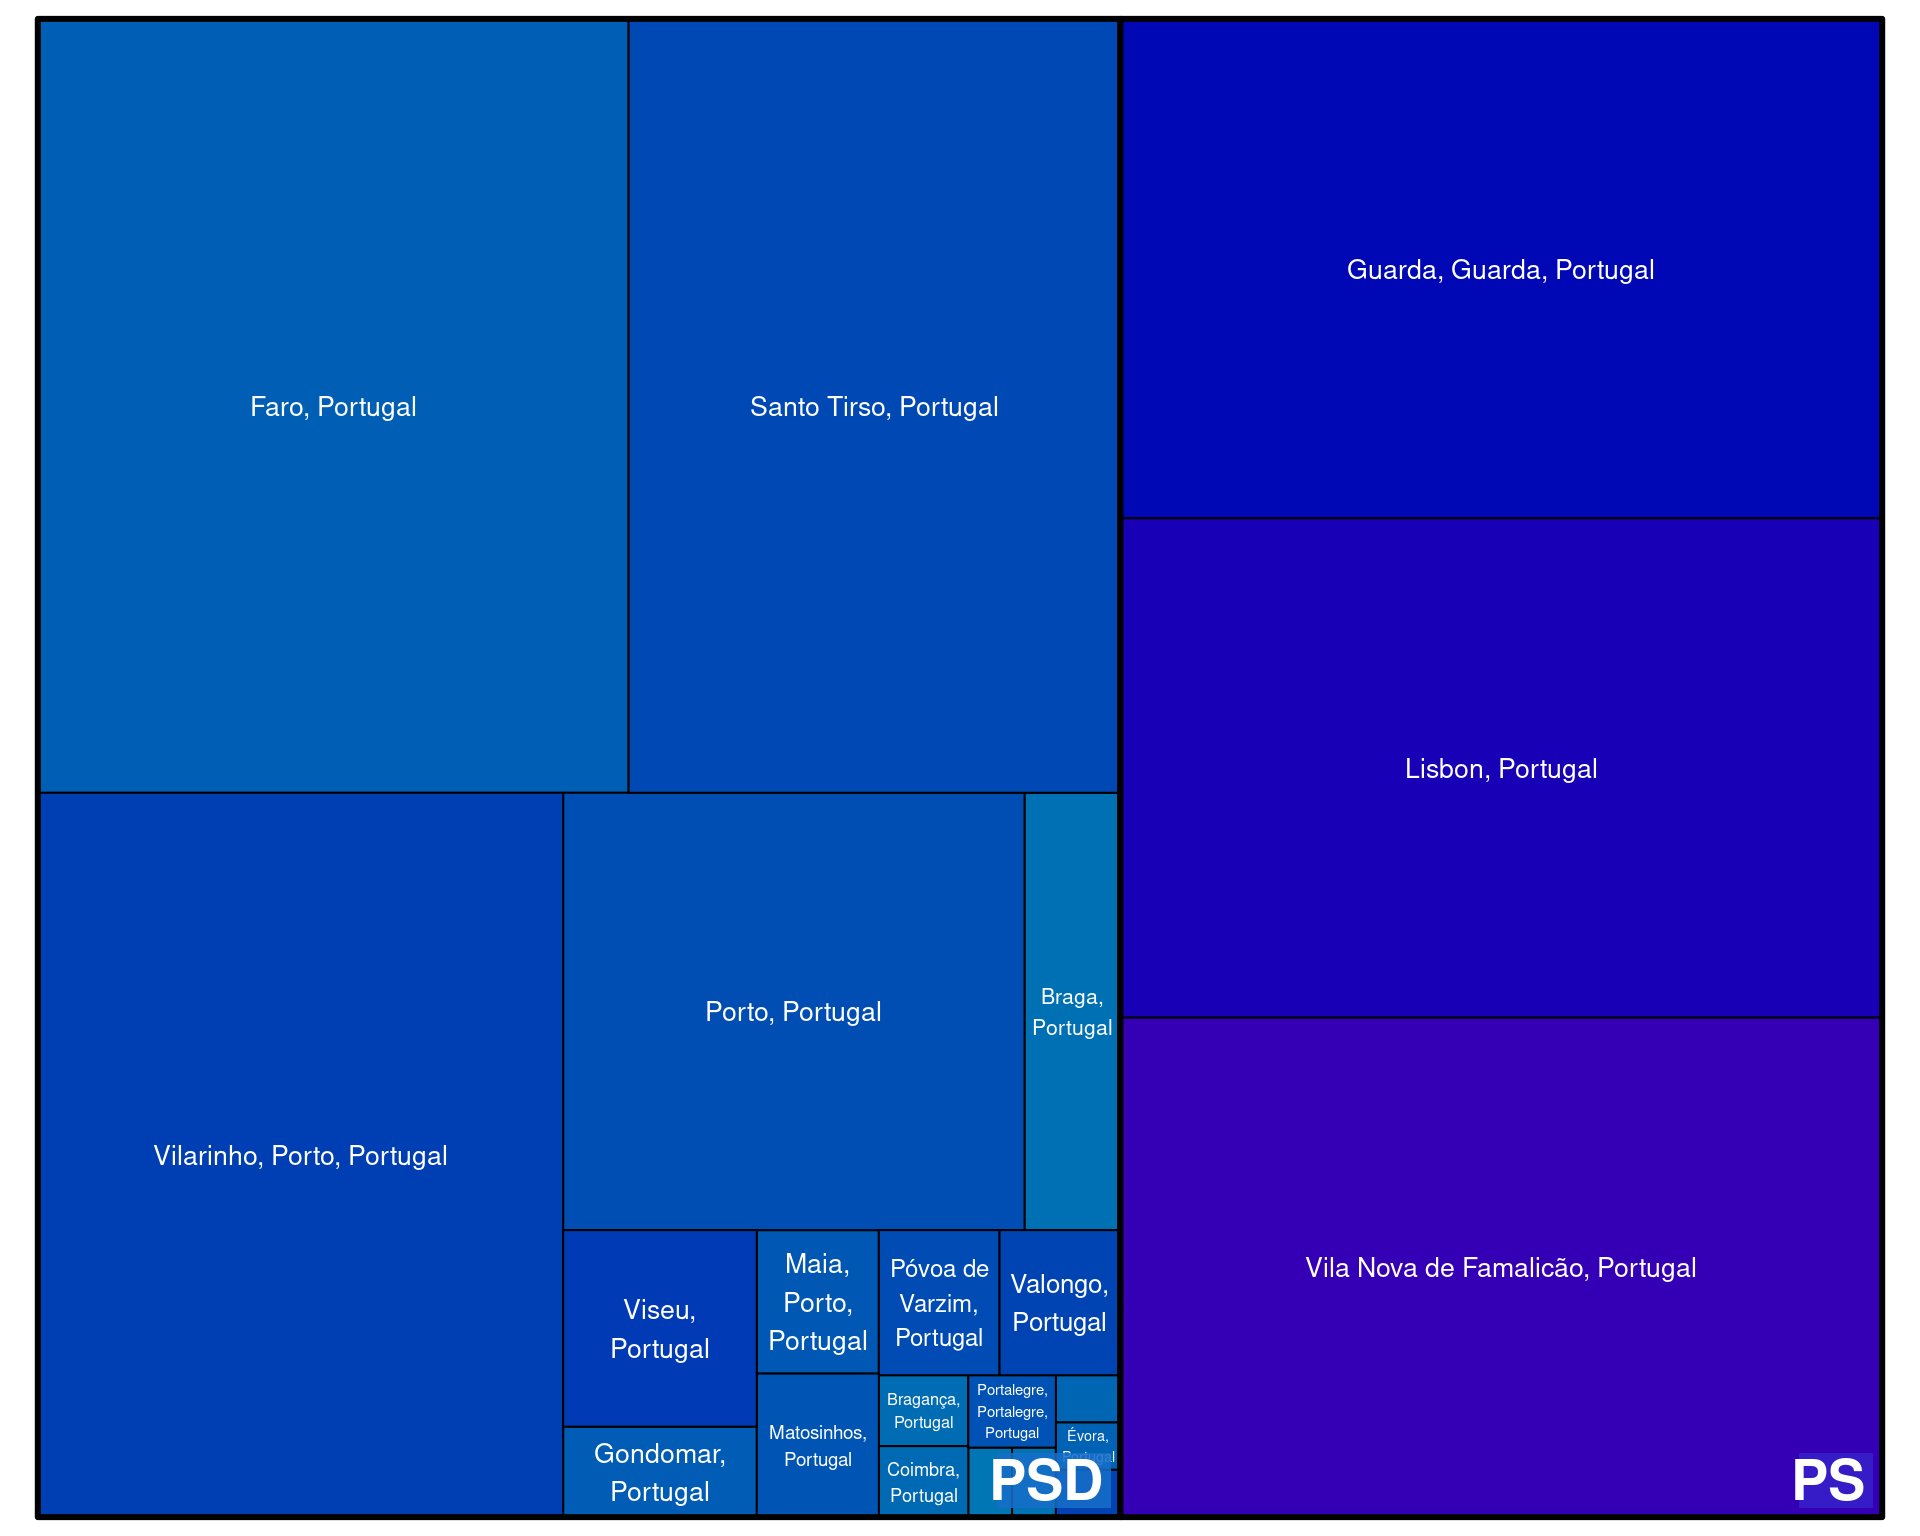 Faro, Portugal
Santo Tirso, Portugal
Vilarinho, Porto, Portugal
Porto, Portugal
Braga,
Portugal
Viseu,
Portugal
Gondomar,
Portugal
Maia,
Porto,
Portugal
Matosinhos,
Portugal
Póvoa de
Varzim,
Portugal
Valongo,
Portugal
Bragança,
Portugal
Coimbra,
Portugal
Portalegre,
Portalegre,
Portugal
Évora,
Portugal
PSD
Guarda, Guarda, Portugal
Lisbon, Portugal
Vila Nova de Famalicão, Portugal
PS